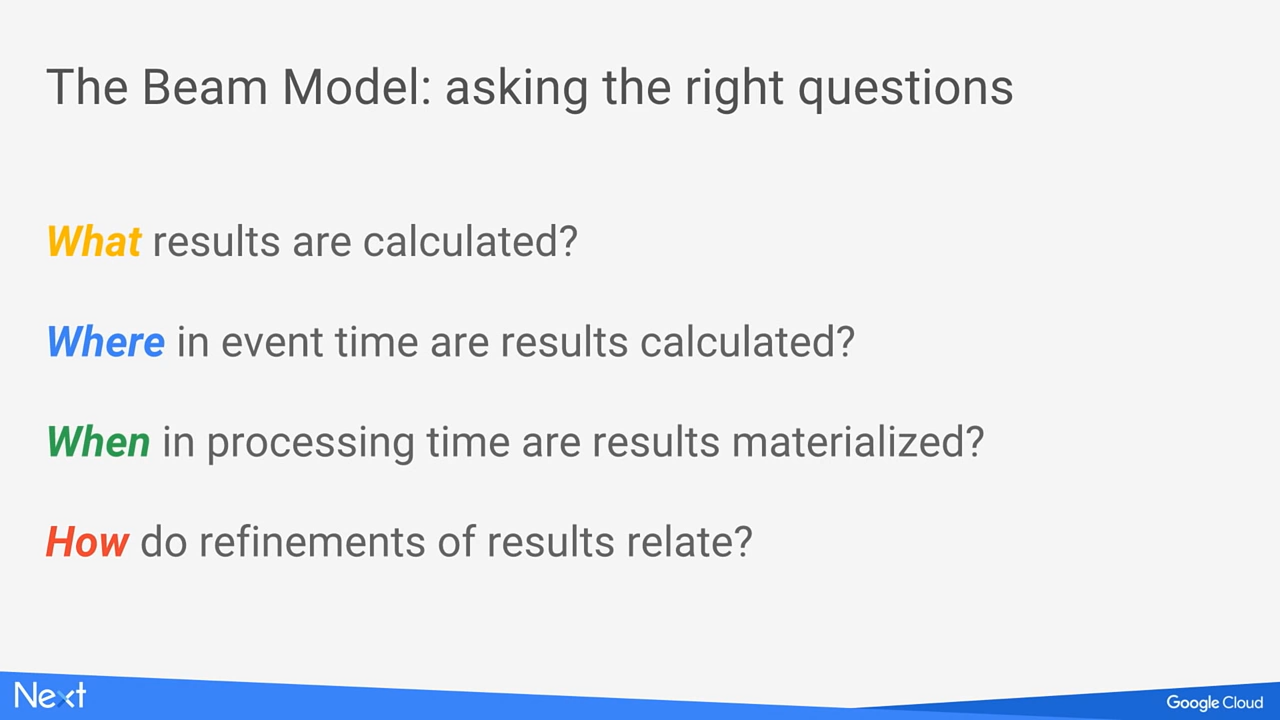 The Beam Model: asking the right questions
What results are calculated?
Where in event time are results calculated?
When in processing time are results materialized?
How do refinements of results relate?
Next
Google Cloud